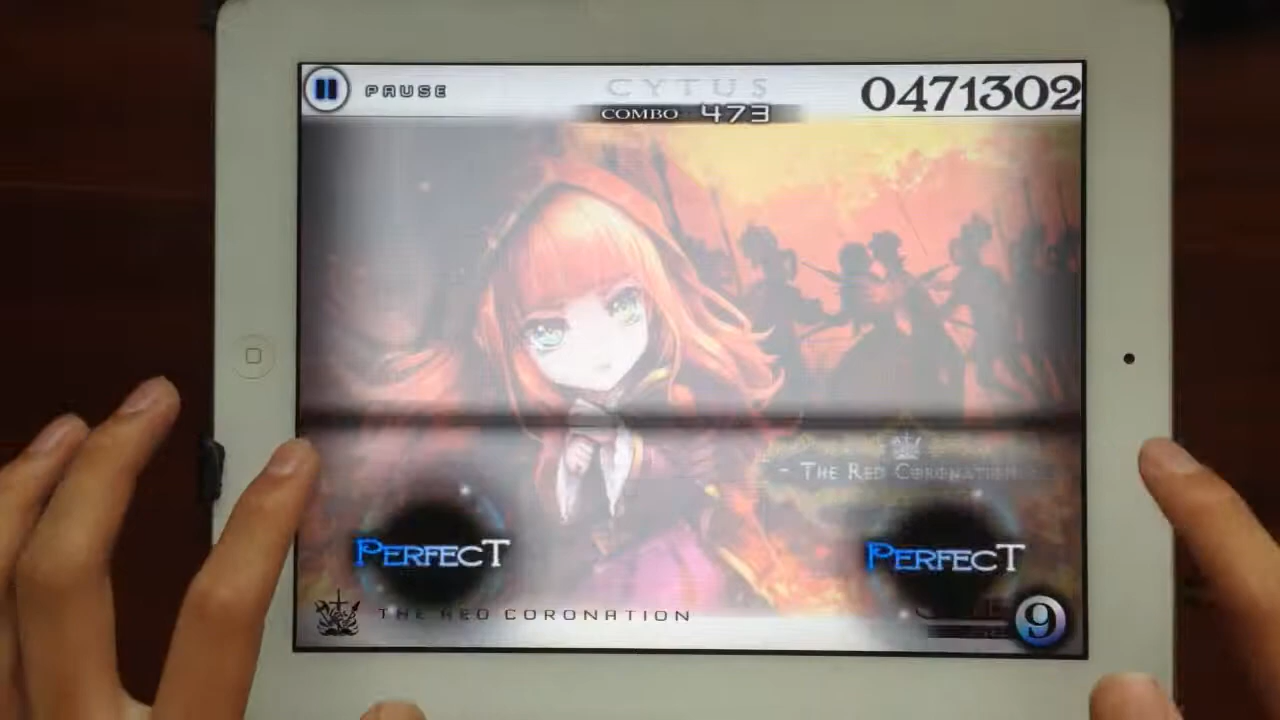 PAUSE
CYTUS
0471302
COMBO 473
- THE RED CORONATION
PERFECT
PERFECT
THE RED CORONATION
9